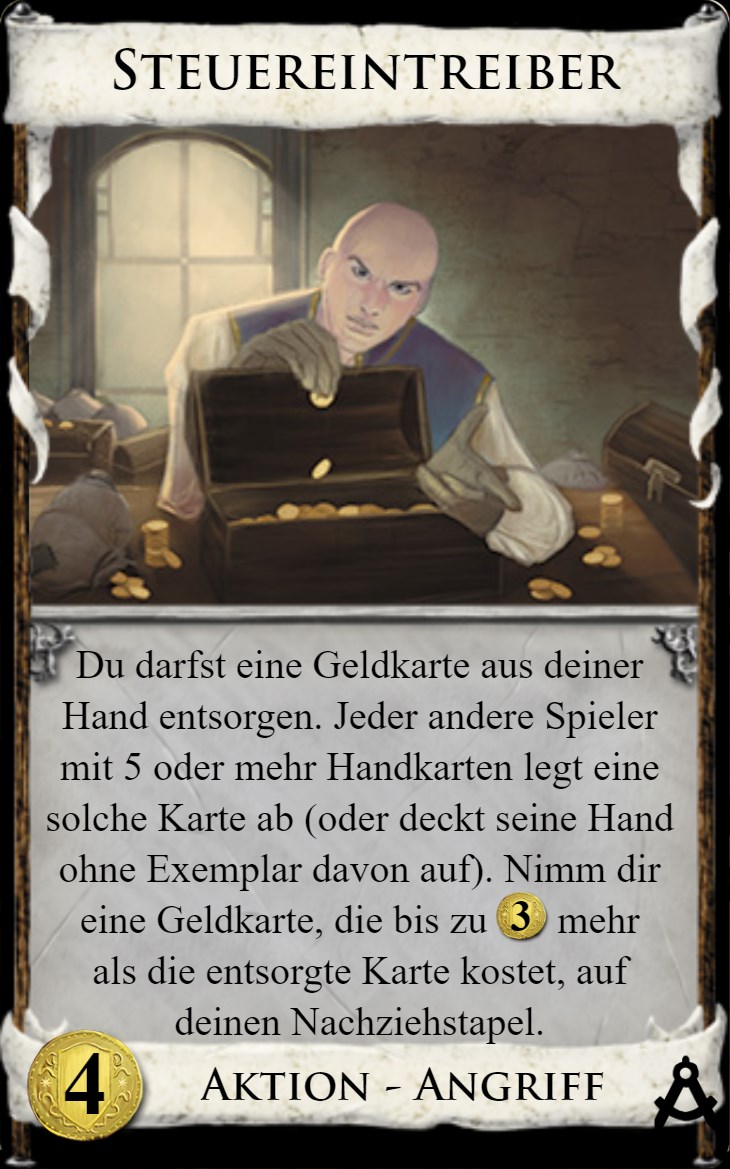 STEUEREINTREIBER
Du darfst eine Geldkarte aus deiner
Hand entsorgen. Jeder andere Spieler
mit 5 oder mehr Handkarten legt eine
solche Karte ab (oder deckt seine Hand
ohne Exemplar davon auf). Nimm dir
eine Geldkarte, die bis zu 3 mehr
als die entsorgte Karte kostet, auf
deinen Nachziehstapel.
4 AKTION - ANGRIFF